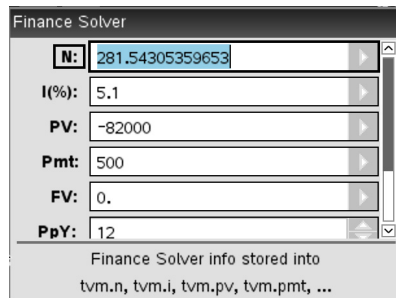 Finance Solver
N: 281.54305359653
I(%): 5.1
PV: -82000
Pmt: 500
FV: 0.
PpY: 12
Finance Solver info stored into
tvm.n, tvm.i, tvm.pv, tvm.pmt, ...